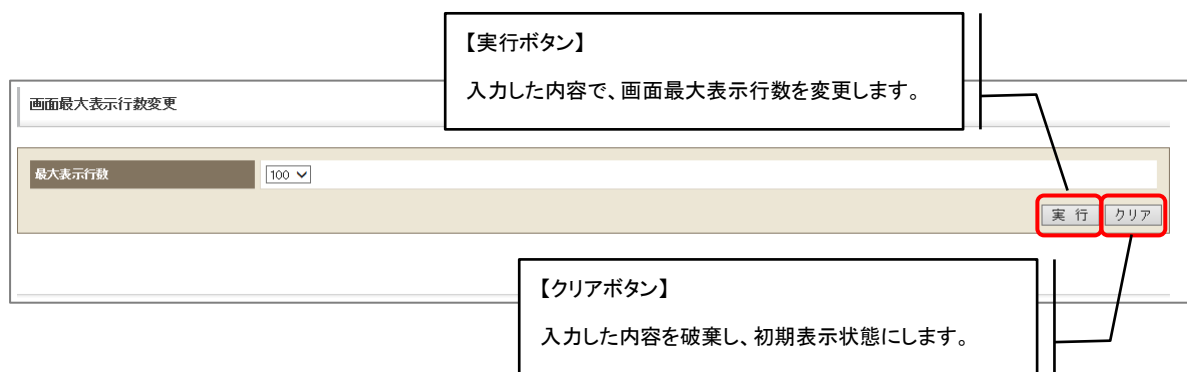 【実行ボタン】
入力した内容で、画面最大表示行数を変更します。
画面最大表示行数変更
最大表示行数
100
実 行
クリア
【クリアボタン】
入力した内容を破棄し、初期表示状態にします。